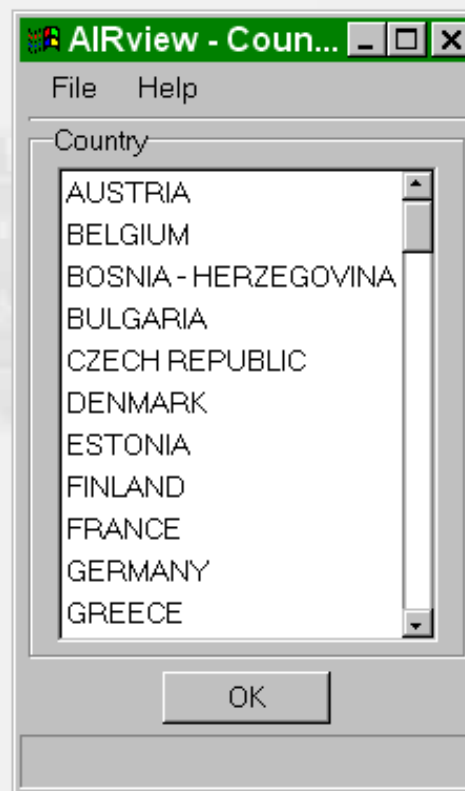 AIRview - Coun...
File Help
Country
AUSTRIA
BELGIUM
BOSNIA - HERZEGOVINA
BULGARIA
CZECH REPUBLIC
DENMARK
ESTONIA
FINLAND
FRANCE
GERMANY
GREECE
OK